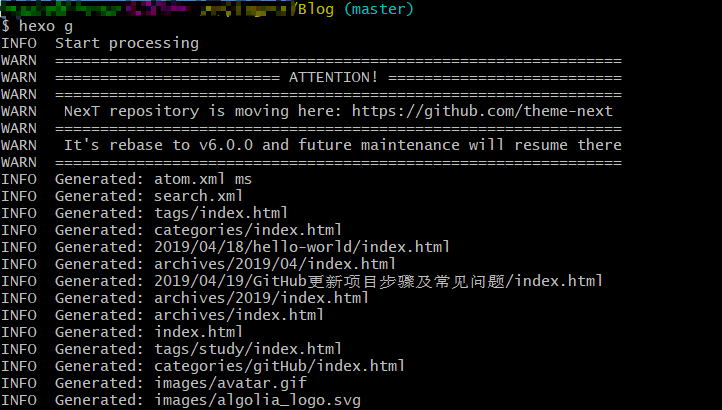 /Blog (master)
$ hexo g
INFO  Start processing
WARN  ===============================================================
WARN  ========================= ATTENTION! ==========================
WARN  ===============================================================
WARN   NexT repository is moving here: https://github.com/theme-next
WARN  ===============================================================
WARN   It's rebase to v6.0.0 and future maintenance will resume there
WARN  ===============================================================
INFO  Generated: atom.xml ms
INFO  Generated: search.xml
INFO  Generated: tags/index.html
INFO  Generated: categories/index.html
INFO  Generated: 2019/04/18/hello-world/index.html
INFO  Generated: archives/2019/04/index.html
INFO  Generated: 2019/04/19/GitHub更新项目步骤及常见问题/index.html
INFO  Generated: archives/2019/index.html
INFO  Generated: archives/index.html
INFO  Generated: index.html
INFO  Generated: tags/study/index.html
INFO  Generated: categories/gitHub/index.html
INFO  Generated: images/avatar.gif
INFO  Generated: images/algolia_logo.svg